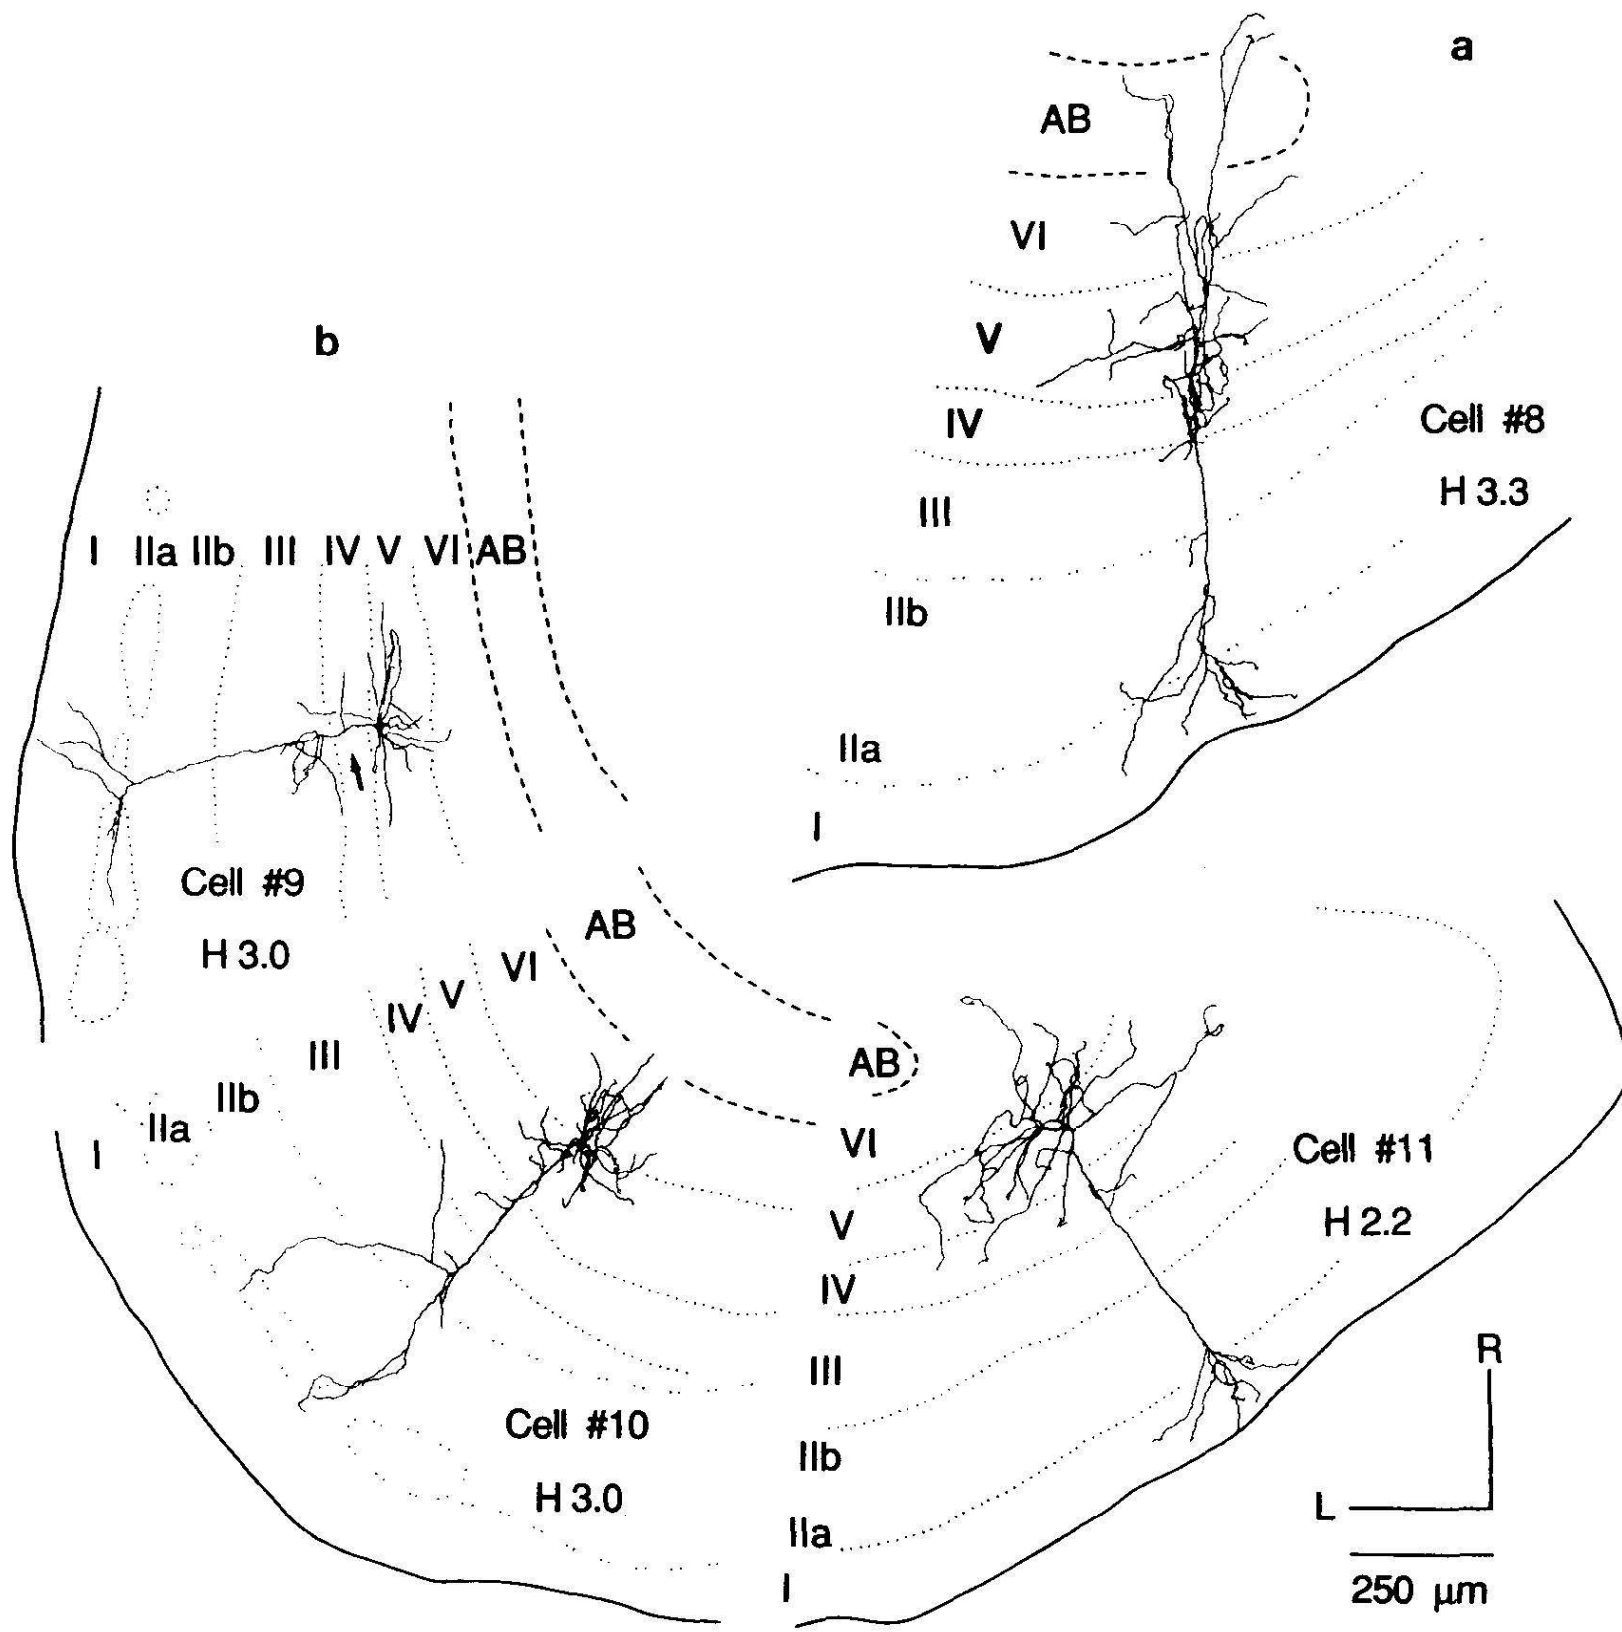 a
AB
VI
V
IV
III
IIb
IIa
I
Cell #8
H 3.3
b
I IIa IIb III IV V VI AB
Cell #9
H 3.0
AB
VI
V
IV
III
IIb
IIa
I
Cell #10
H 3.0
AB
VI
V
IV
III
IIb
IIa
I
Cell #11
H 2.2
R
L
250 μm